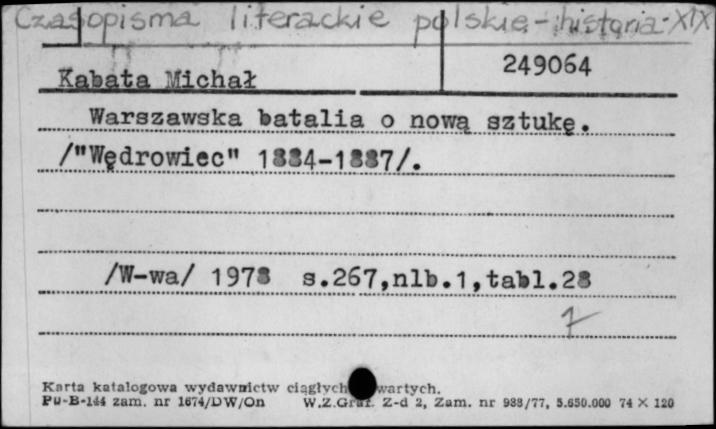 Czasopisma literackie polskie - historia - XIX
Kabata Michał
249064
Warszawska batalia o nową sztukę.
/"Wędrowiec" 1884-1887/.
/W-wa/ 1978 s.267,nlb.1,tabl.28
7
Karta katalogowa wydawnictw ciągłych wartych.
Pu-B-144 zam. nr 1674/DW/On W.Z.Graf. Z-d 2, Zam. nr 988/77, 5.650.000 74 X 120